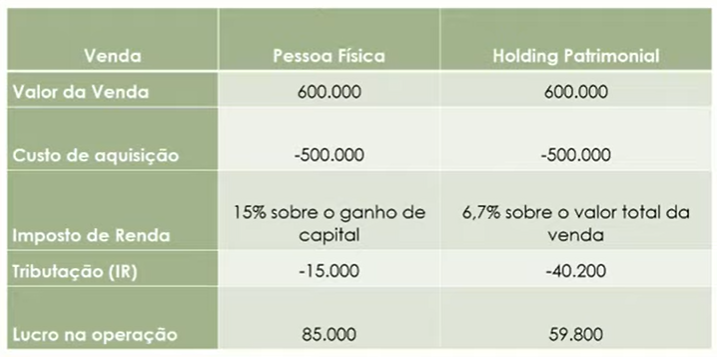 Venda Pessoa Física Holding Patrimonial
Valor da Venda 600.000 600.000
Custo de aquisição -500.000 -500.000
15% sobre o ganho de 6,7% sobre o valor total da
Imposto de Renda capital venda
Tributação (IR) -15.000 -40.200
Lucro na operação 85.000 59.800